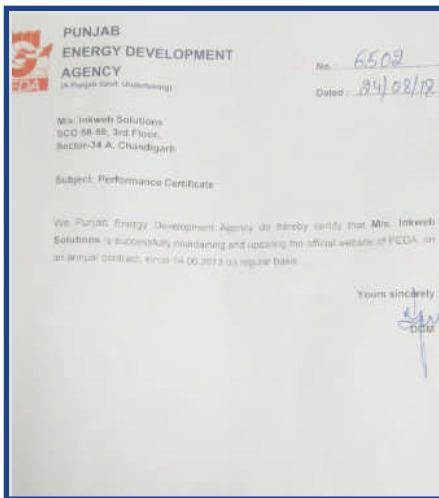 PUNJAB
ENERGY DEVELOPMENT
AGENCY
(A Punjab Govt. Undertaking)
PEDA
No. 6502
Dated: 24/08/18
M/s. Inkweb Solutions
SCO 58-59, 3rd Floor,
Sector-34 A, Chandigarh
Subject: Performance Certificate
We Punjab Energy Development Agency do hereby certify that M/s. Inkweb
Solutions is successfully maintaining and updating the official website of PEDA, on
an annual contract, since 14.06.2013 on regular basis
Yours sincerely
DGM